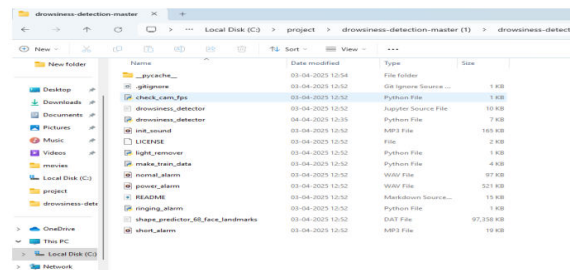 drowsiness-detection-master
Local Disk (C:) > project > drowsiness-detection-master (1) > drowsiness-detect
New Sort View ...
Name Date modified Type Size
New folder
Desktop
Downloads
Documents
Pictures
Music
Videos
movies
Local Disk (C:)
project
drowsiness-dete
OneDrive
This PC
Local Disk (C:)
Network
__pycache__ 03-04-2025 12:54 File folder
.gitignore 03-04-2025 12:52 Git Ignore Source ... 1 KB
check_cam_fps 03-04-2025 12:52 Python File 1 KB
drowsiness_detector 03-04-2025 12:52 Jupyter Source File 10 KB
drowsiness_detector 04-04-2025 12:35 Python File 7 KB
init_sound 03-04-2025 12:52 MP3 File 165 KB
LICENSE 03-04-2025 12:52 File 2 KB
light_remover 03-04-2025 12:52 Python File 1 KB
make_train_data 03-04-2025 12:52 Python File 4 KB
nomal_alarm 03-04-2025 12:52 WAV File 97 KB
power_alarm 03-04-2025 12:52 WAV File 521 KB
README 03-04-2025 12:52 Markdown Source... 15 KB
ringing_alarm 03-04-2025 12:52 Python File 1 KB
shape_predictor_68_face_landmarks 03-04-2025 12:52 DAT File 97,358 KB
short_alarm 03-04-2025 12:52 MP3 File 19 KB